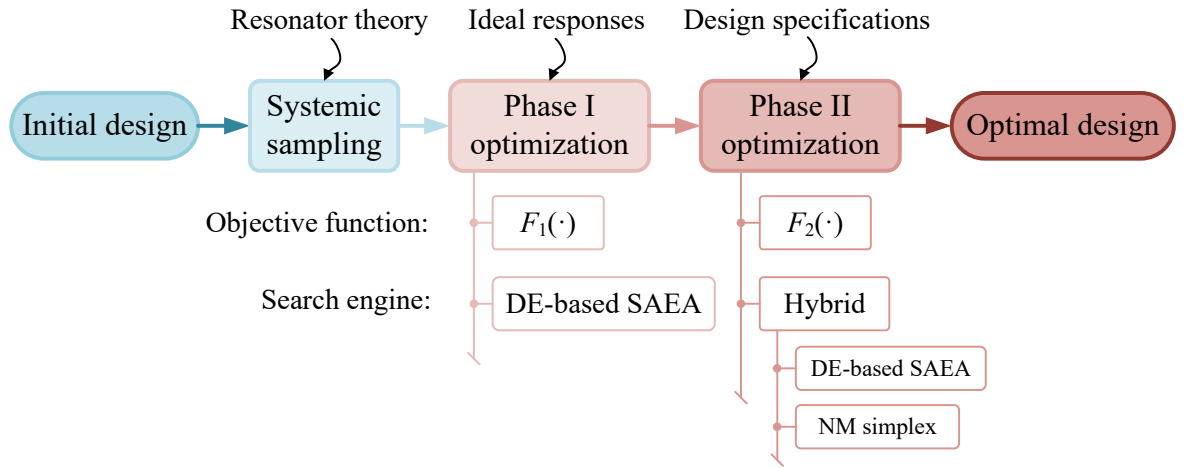 Resonator theory
Ideal responses
Design specifications
Initial design
Systemic
sampling
Phase I
optimization
Phase II
optimization
Optimal design
Objective function:
F₁(·)
F₂(·)
Search engine:
DE-based SAEA
Hybrid
DE-based SAEA
NM simplex